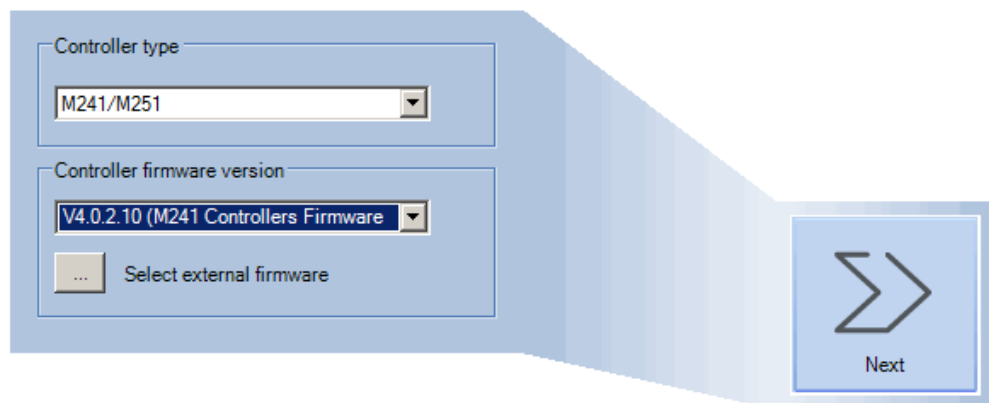 Controller type
M241/M251
Controller firmware version
V4.0.2.10 (M241 Controllers Firmware
... Select external firmware
Next